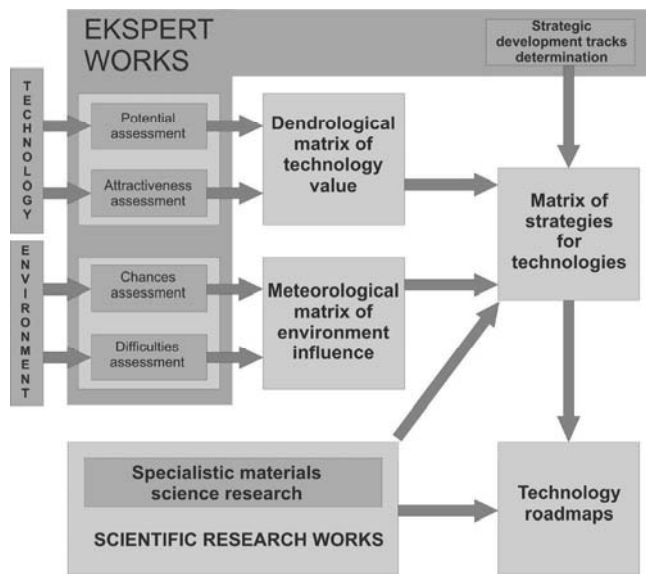 EKSPERT
WORKS
Strategic
development tracks
determination
TECHNOLOGY
Potential
assessment
Attractiveness
assessment
Dendrological
matrix of
technology
value
Matrix of
strategies
for
technologies
ENVIRONMENT
Chances
assessment
Difficulties
assessment
Meteorological
matrix of
environment
influence
Specialistic materials
science research
SCIENTIFIC RESEARCH WORKS
Technology
roadmaps